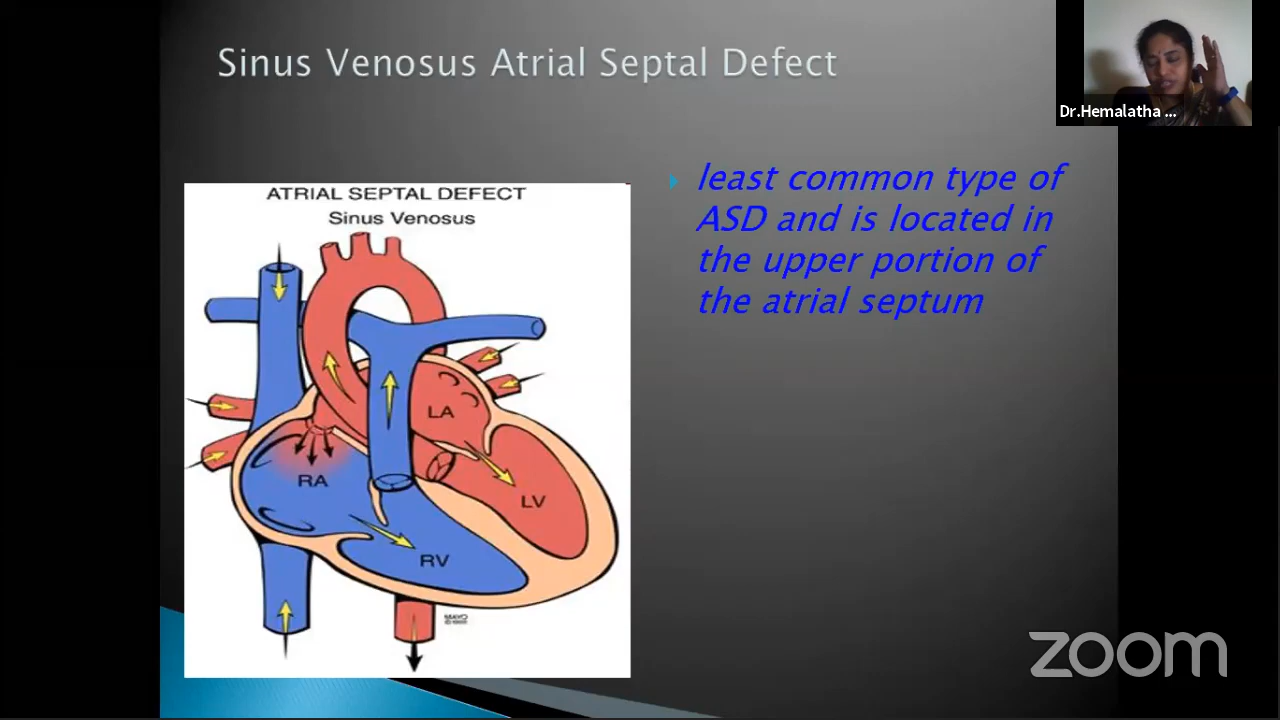 Sinus Venosus Atrial Septal Defect
Dr.Hemalatha ...
least common type of
ASD and is located in
the upper portion of
the atrial septum
ATRIAL SEPTAL DEFECT
Sinus Venosus
LA
RA
LV
RV
MAYO
zoom